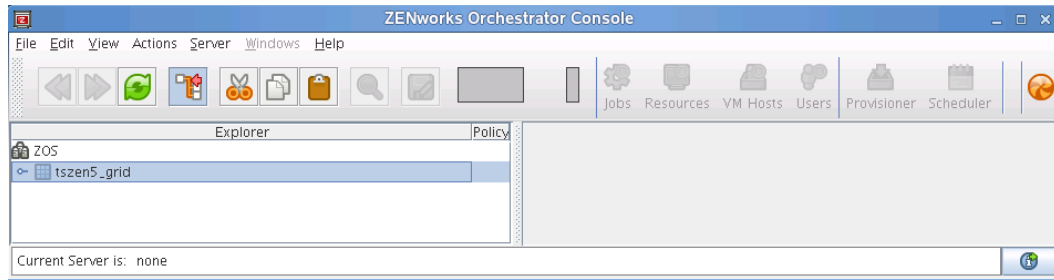 ZENworks Orchestrator Console
File Edit View Actions Server Windows Help
Jobs Resources VM Hosts Users Provisioner Scheduler
Explorer Policy
ZOS
tszen5_grid
Current Server is: none